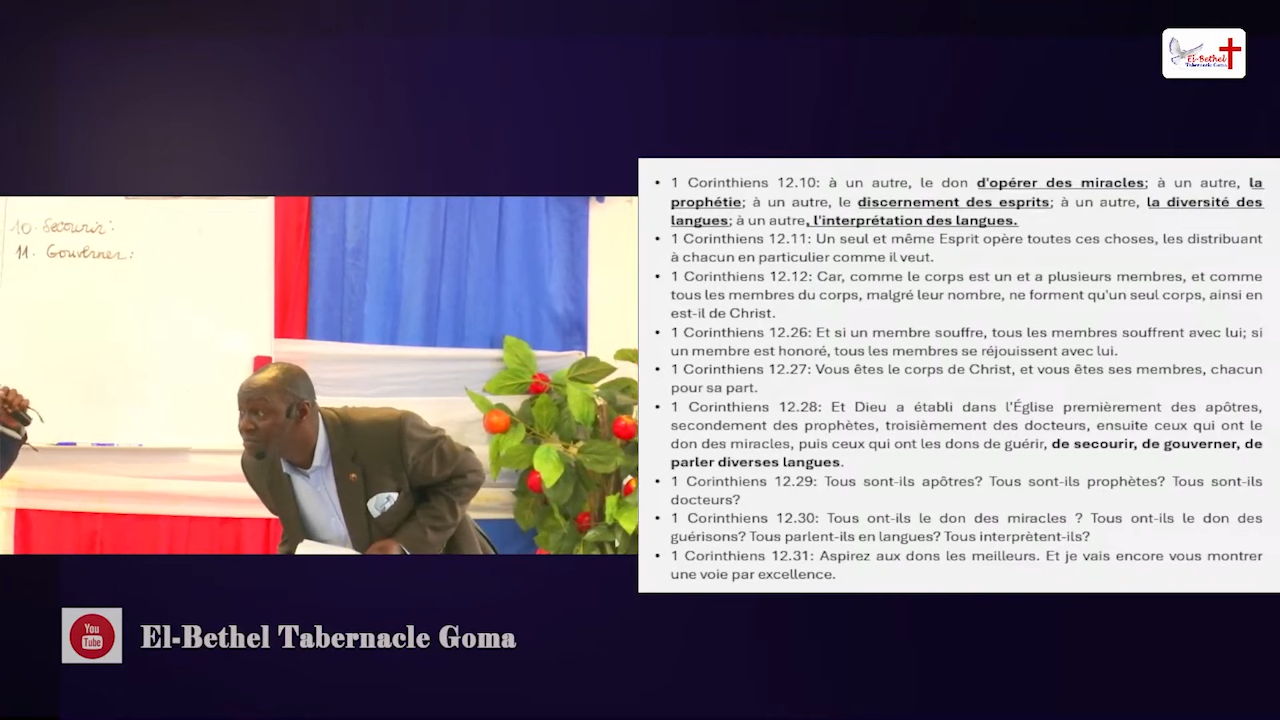 El-Bethel
Tabernacle Goma
10. Secourir:
11. Gouverner:
• 1 Corinthiens 12.10: à un autre, le don d'opérer des miracles; à un autre, la
prophétie; à un autre, le discernement des esprits; à un autre, la diversité des
langues; à un autre, l'interprétation des langues.
• 1 Corinthiens 12.11: Un seul et même Esprit opère toutes ces choses, les distribuant
à chacun en particulier comme il veut.
• 1 Corinthiens 12.12: Car, comme le corps est un et a plusieurs membres, et comme
tous les membres du corps, malgré leur nombre, ne forment qu'un seul corps, ainsi en
est-il de Christ.
• 1 Corinthiens 12.26: Et si un membre souffre, tous les membres souffrent avec lui; si
un membre est honoré, tous les membres se réjouissent avec lui.
• 1 Corinthiens 12.27: Vous êtes le corps de Christ, et vous êtes ses membres, chacun
pour sa part.
• 1 Corinthiens 12.28: Et Dieu a établi dans l'Église premièrement des apôtres,
secondement des prophètes, troisièmement des docteurs, ensuite ceux qui ont le
don des miracles, puis ceux qui ont les dons de guérir, de secourir, de gouverner, de
parler diverses langues.
• 1 Corinthiens 12.29: Tous sont-ils apôtres? Tous sont-ils prophètes? Tous sont-ils
docteurs?
• 1 Corinthiens 12.30: Tous ont-ils le don des miracles ? Tous ont-ils le don des
guérisons? Tous parlent-ils en langues? Tous interprètent-ils?
• 1 Corinthiens 12.31: Aspirez aux dons les meilleurs. Et je vais encore vous montrer
une voie par excellence.
You
Tube
El-Bethel Tabernacle Goma